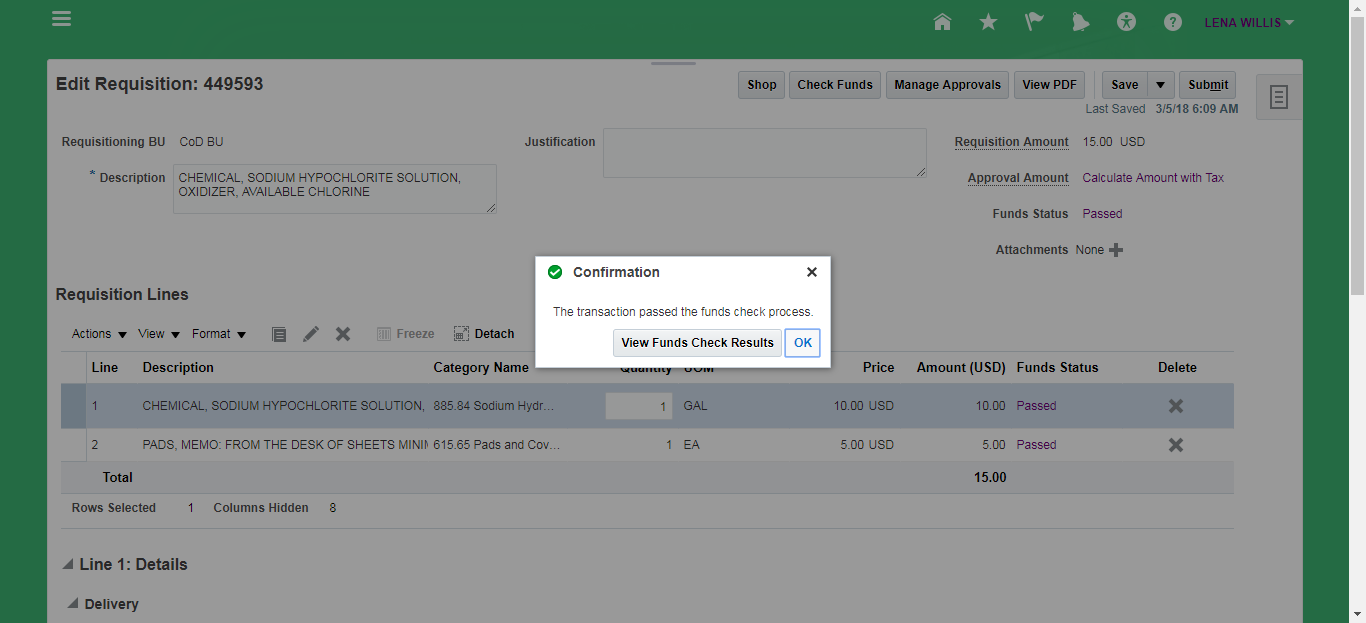 LENA WILLIS
Edit Requisition: 449593
Shop
Check Funds
Manage Approvals
View PDF
Save
Submit
Last Saved 3/5/18 6:09 AM
Requisitioning BU CoD BU
Justification
Requisition Amount 15.00 USD
* Description CHEMICAL, SODIUM HYPOCHLORITE SOLUTION,
OXIDIZER, AVAILABLE CHLORINE
Approval Amount Calculate Amount with Tax
Funds Status Passed
Attachments None
Confirmation
The transaction passed the funds check process.
View Funds Check Results
OK
Requisition Lines
Actions View Format Freeze Detach
Line Description Category Name Quantity UOM Price Amount (USD) Funds Status Delete
1 CHEMICAL, SODIUM HYPOCHLORITE SOLUTION, 885.84 Sodium Hydr... 1 GAL 10.00 USD 10.00 Passed
2 PADS, MEMO: FROM THE DESK OF SHEETS MINI 615.65 Pads and Cov... 1 EA 5.00 USD 5.00 Passed
Total 15.00
Rows Selected 1 Columns Hidden 8
Line 1: Details
Delivery